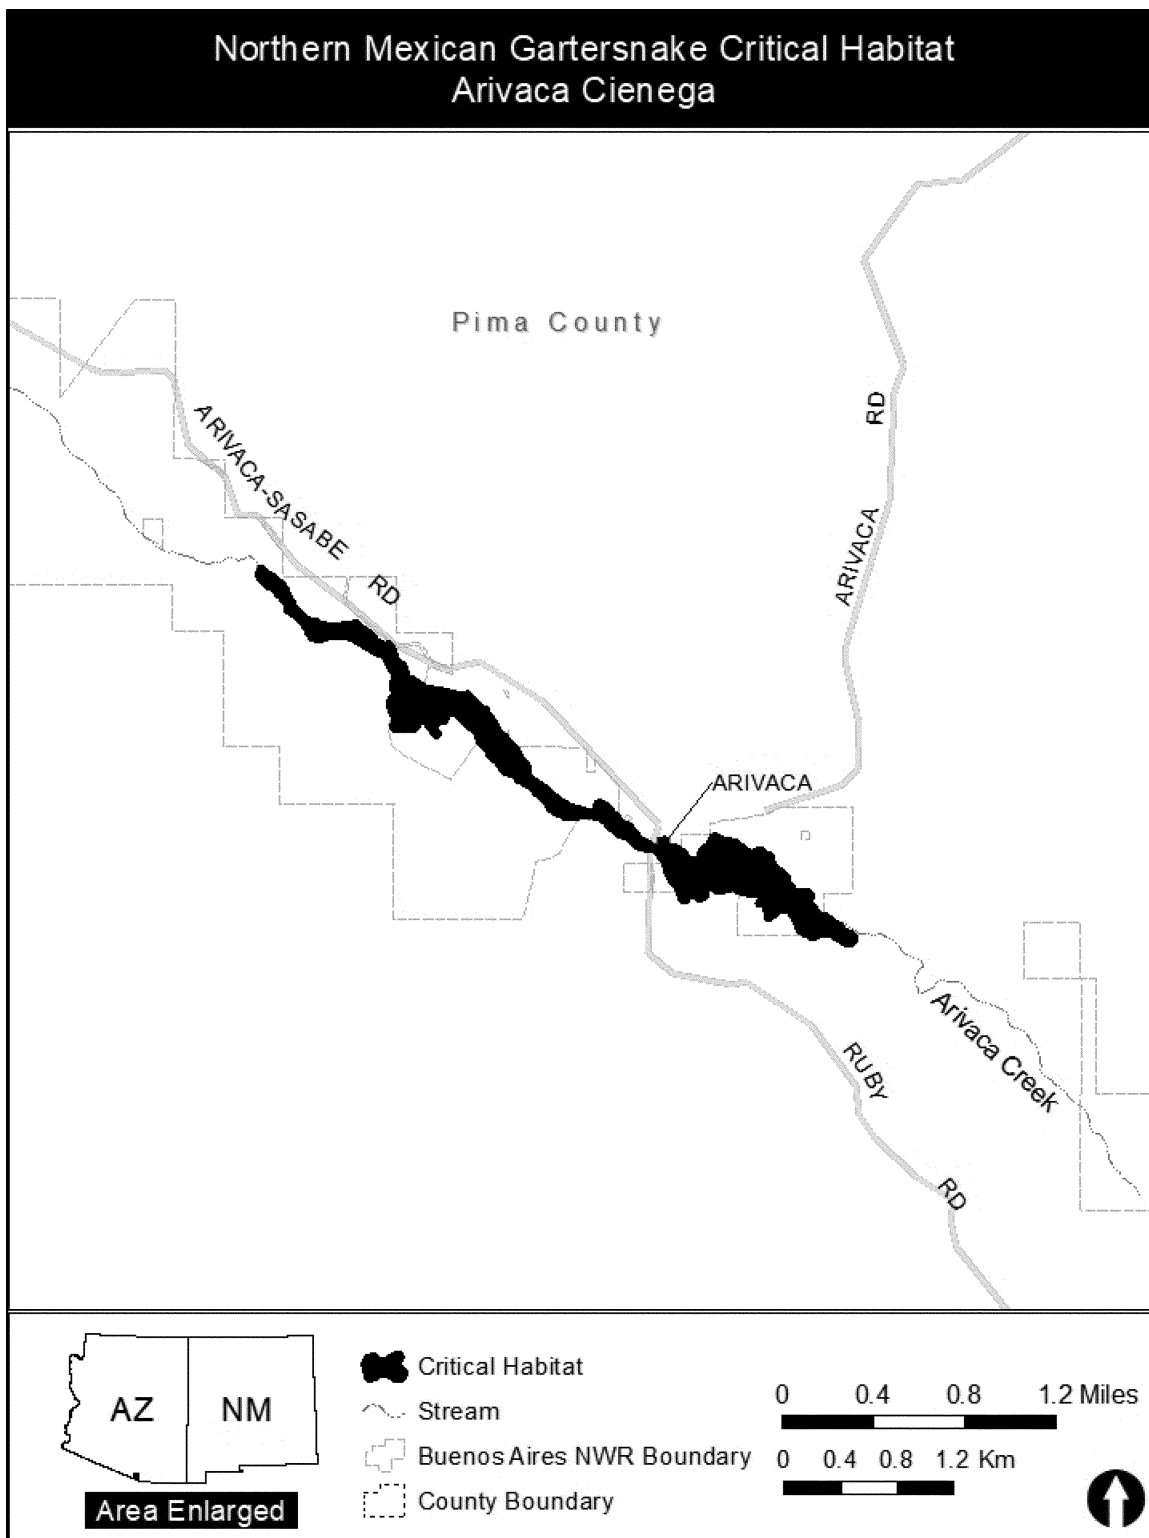 Northern Mexican Gartersnake Critical Habitat
Arivaca Cienega
Pima County
ARIVACA-SASABE RD
ARIVACA RD
ARIVACA
Arivaca Creek
RUBY RD
AZ NM
Area Enlarged
Critical Habitat
Stream
Buenos Aires NWR Boundary
County Boundary
0 0.4 0.8 1.2 Miles
0 0.4 0.8 1.2 Km